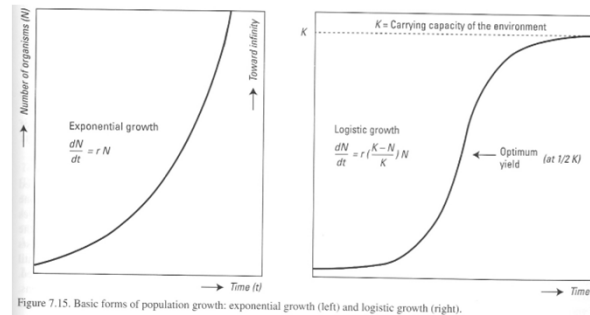 Number of organisms (N)
Toward infinity
Exponential growth
dN/dt = r N
Time (t)
K
K = Carrying capacity of the environment
Logistic growth
dN/dt = r (K-N/K) N
Optimum yield
(at 1/2 K)
Time
Figure 7.15. Basic forms of population growth: exponential growth (left) and logistic growth (right).